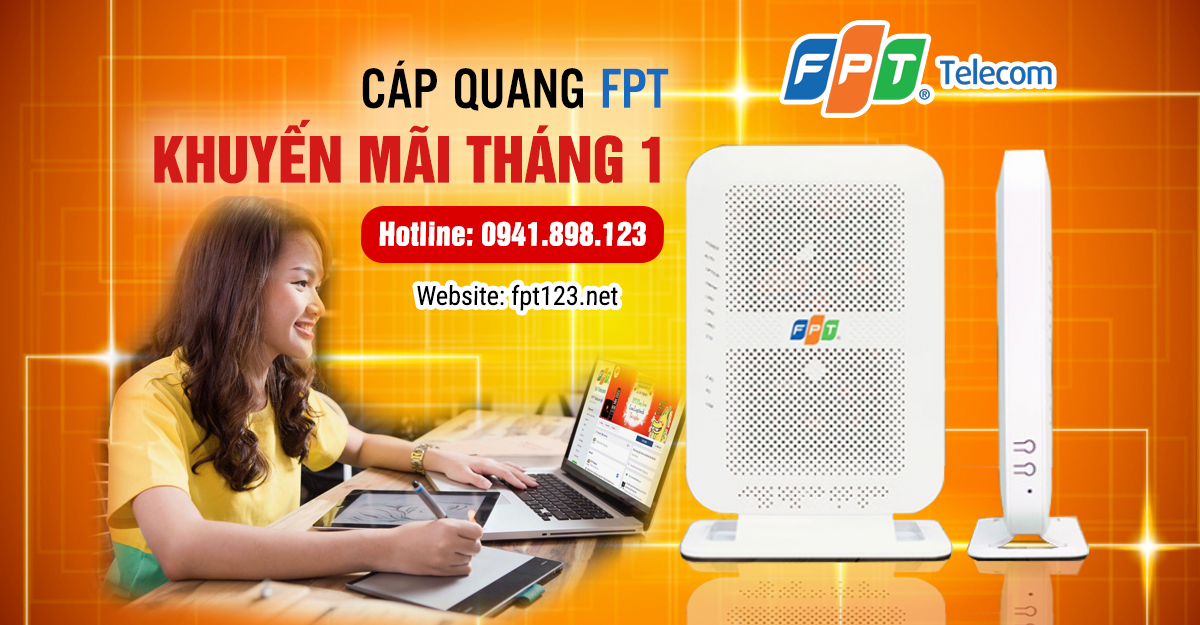 CÁP QUANG FPT
KHUYẾN MÃI THÁNG 1
Hotline: 0941.898.123
Website: fpt123.net
FPT® Telecom
FPT